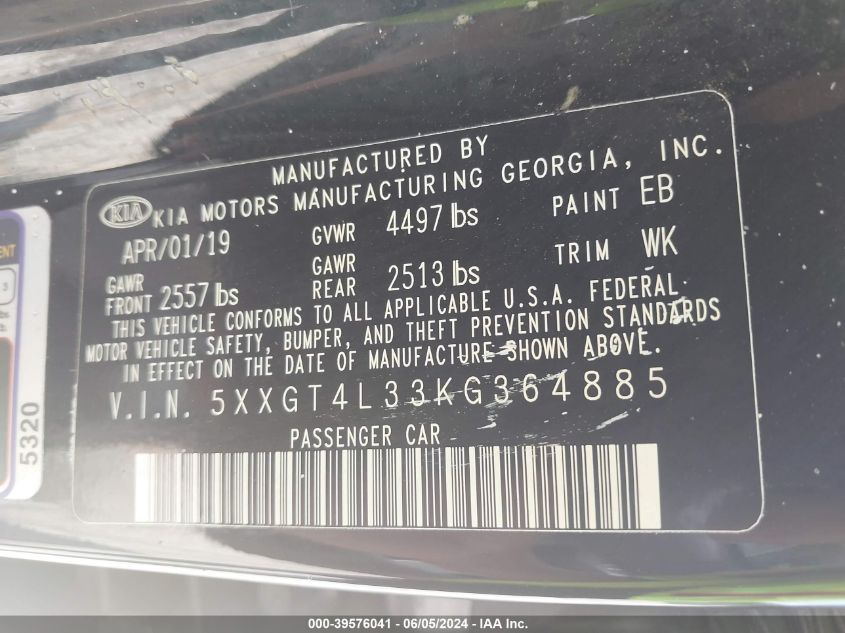 MANUFACTURED BY
KIA KIA MOTORS MANUFACTURING GEORGIA, INC.
APR/01/19 GVWR 4497 lbs PAINT EB
GAWR FRONT 2557 lbs GAWR REAR 2513 lbs TRIM WK
THIS VEHICLE CONFORMS TO ALL APPLICABLE U.S.A. FEDERAL
MOTOR VEHICLE SAFETY, BUMPER, AND THEFT PREVENTION STANDARDS
IN EFFECT ON THE DATE OF MANUFACTURE SHOWN ABOVE.
V.I.N. 5XXGT4L33KG364885
PASSENGER CAR
5320
000-39576041 - 06/05/2024 - IAA Inc.